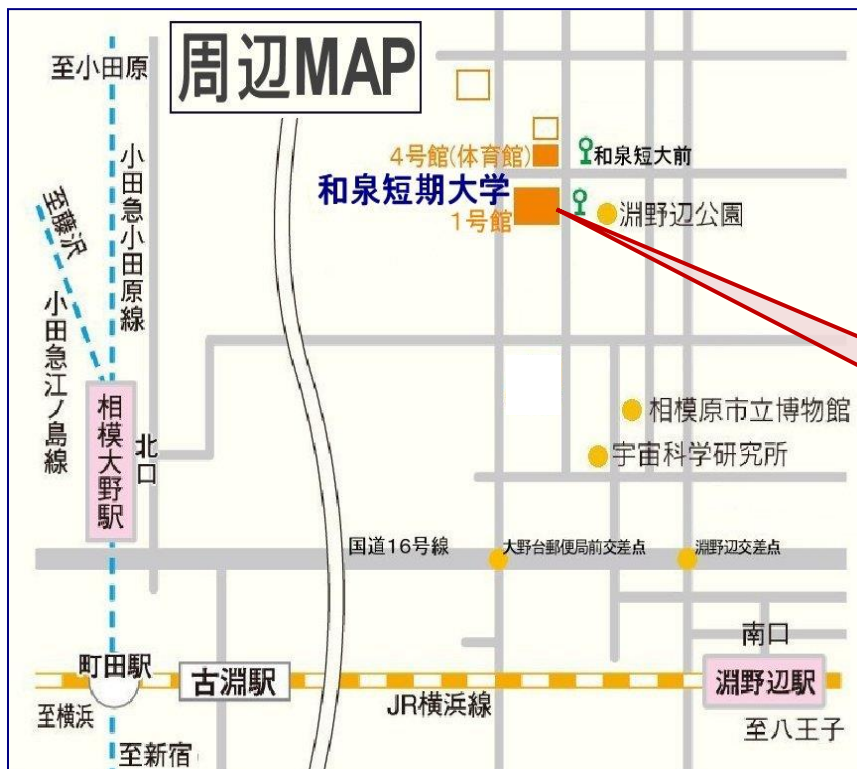 周辺MAP
至小田原
小田急小田原線
至藤沢
小田急江ノ島線
相模大野駅
北口
4号館(体育館)
和泉短大前
和泉短期大学
1号館
淵野辺公園
相模原市立博物館
宇宙科学研究所
国道16号線
大野台郵便局前交差点
淵野辺交差点
南口
町田駅
古淵駅
淵野辺駅
JR横浜線
至横浜
至八王子
至新宿